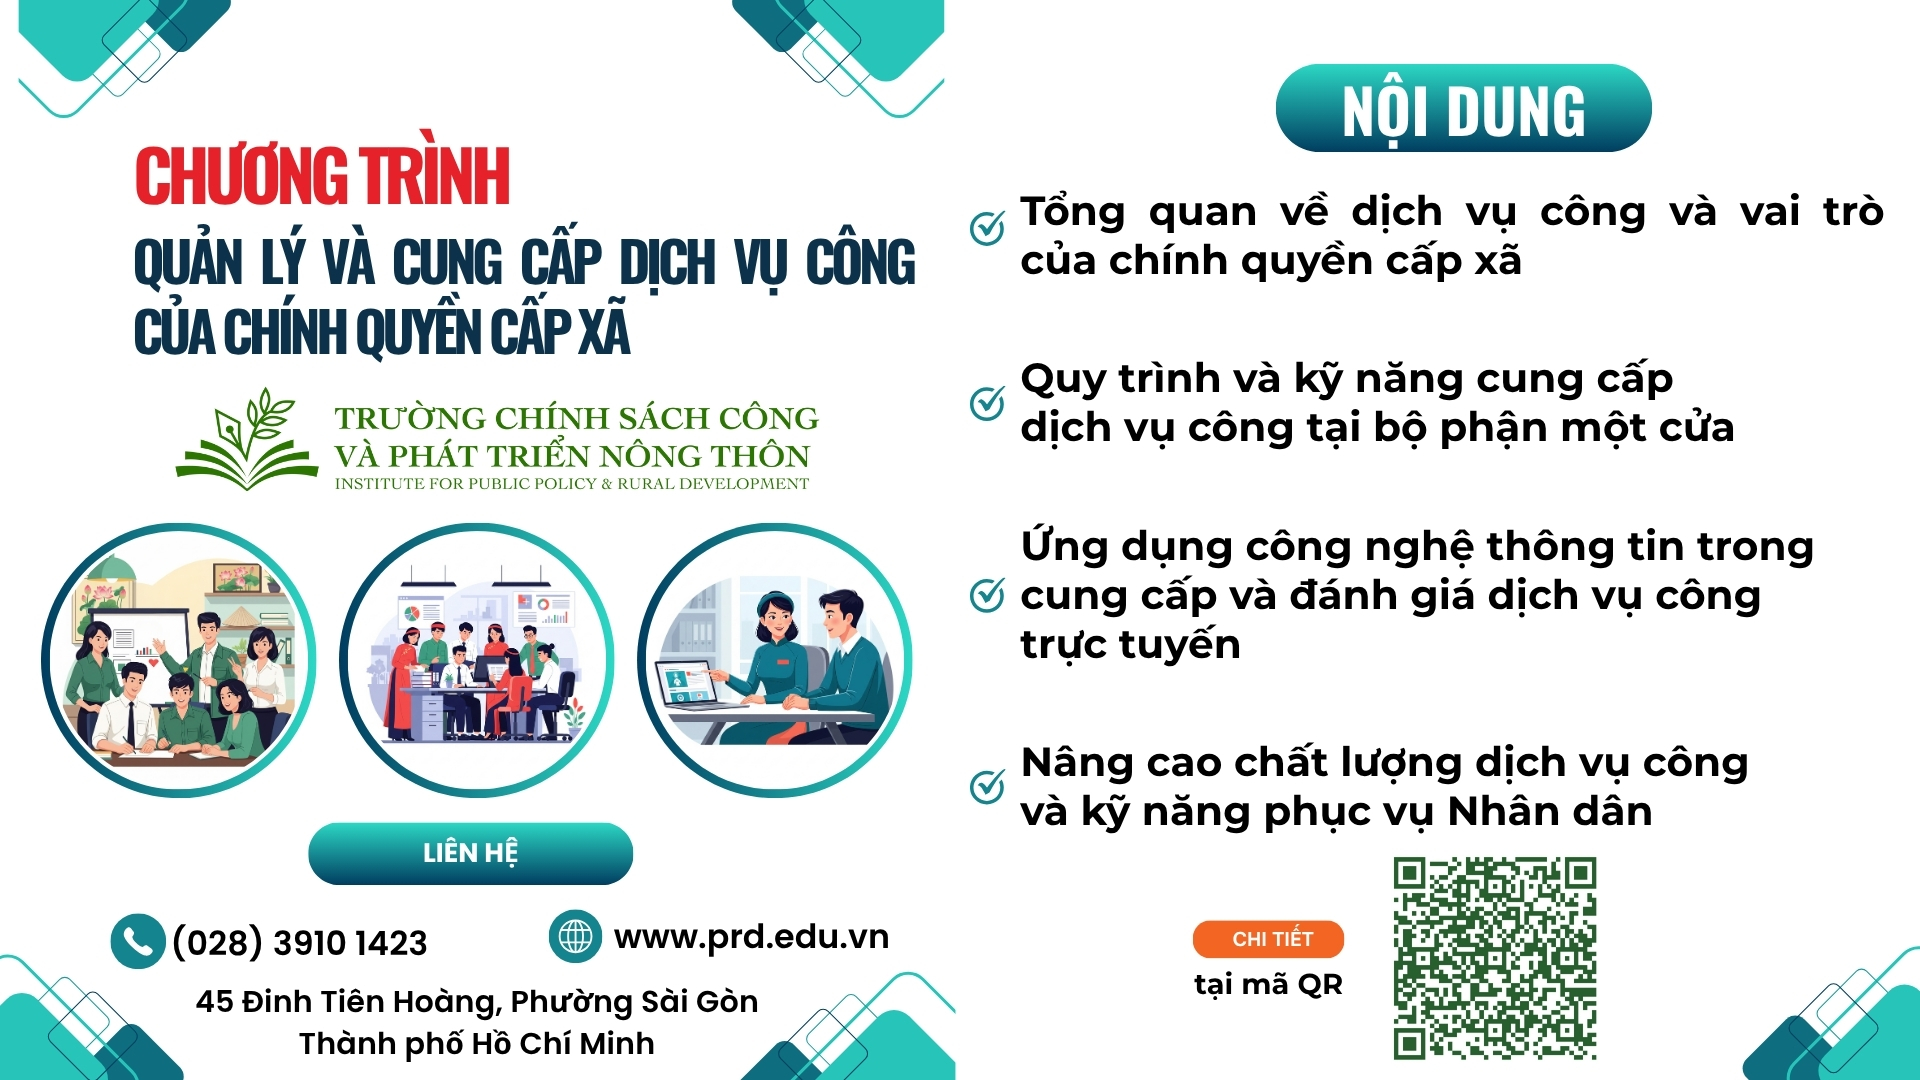 CHƯƠNG TRÌNH
QUẢN LÝ VÀ CUNG CẤP DỊCH VỤ CÔNG
CỦA CHÍNH QUYỀN CẤP XÃ
TRƯỜNG CHÍNH SÁCH CÔNG
VÀ PHÁT TRIỂN NÔNG THÔN
INSTITUTE FOR PUBLIC POLICY & RURAL DEVELOPMENT
LIÊN HỆ
(028) 3910 1423
www.prd.edu.vn
45 Đinh Tiên Hoàng, Phường Sài Gòn
Thành phố Hồ Chí Minh
NỘI DUNG
Tổng quan về dịch vụ công và vai trò
của chính quyền cấp xã
Quy trình và kỹ năng cung cấp
dịch vụ công tại bộ phận một cửa
Ứng dụng công nghệ thông tin trong
cung cấp và đánh giá dịch vụ công
trực tuyến
Nâng cao chất lượng dịch vụ công
và kỹ năng phục vụ Nhân dân
CHI TIẾT
tại mã QR